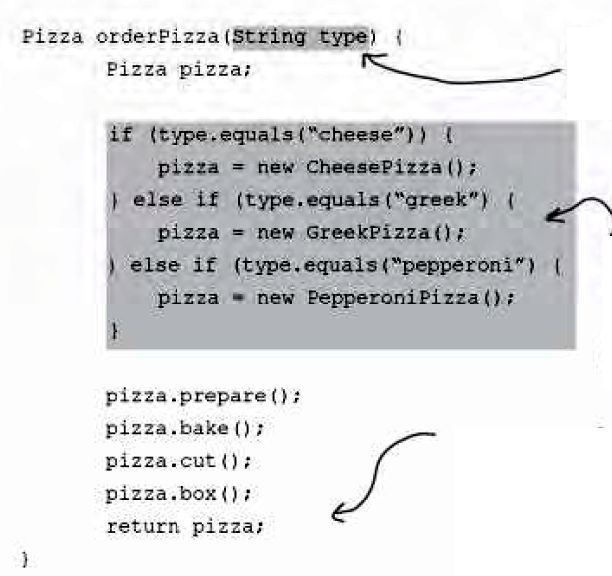 Pizza orderPizza(String type) {
Pizza pizza;
if (type.equals(“cheese”)) {
pizza = new CheesePizza();
} else if (type.equals(“greek”) {
pizza = new GreekPizza();
} else if (type.equals(“pepperoni”) {
pizza = new PepperoniPizza();
}
pizza.prepare();
pizza.bake();
pizza.cut();
pizza.box();
return pizza;
}